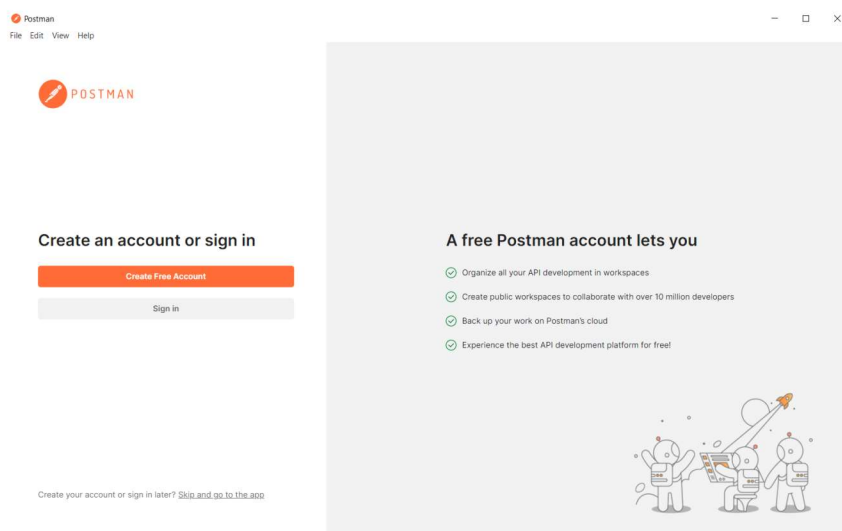 Postman
File Edit View Help
POSTMAN
Create an account or sign in
Create Free Account
Sign in
Create your account or sign in later? Skip and go to the app
A free Postman account lets you
Organize all your API development in workspaces
Create public workspaces to collaborate with over 10 million developers
Back up your work on Postman's cloud
Experience the best API development platform for free!